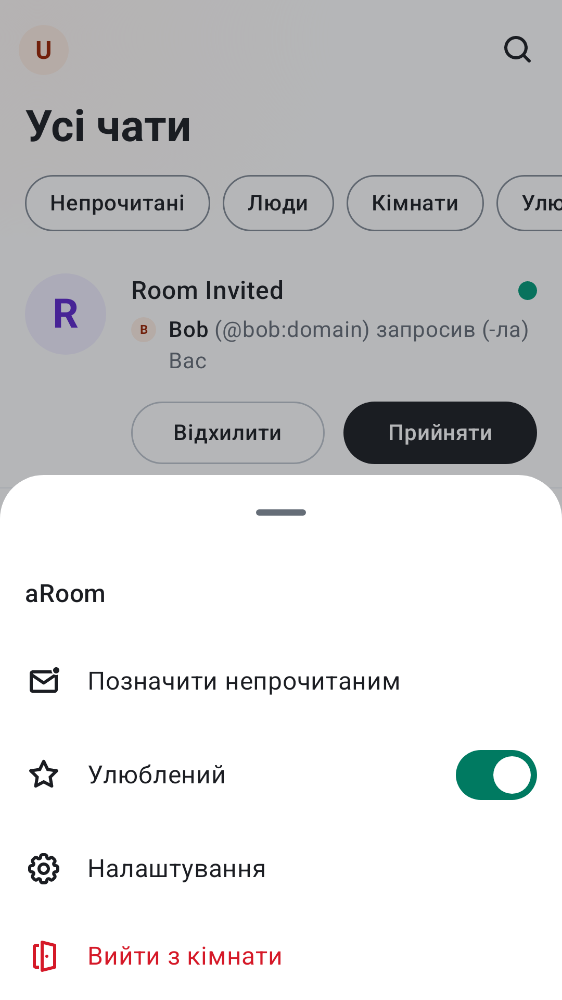 U
Усі чати
Непрочитані
Люди
Кімнати
Улю
R
Room Invited
B
Bob (@bob:domain) запросив (-ла)
Вас
Відхилити
Прийняти
aRoom
Позначити непрочитаним
Улюблений
Налаштування
Вийти з кімнати